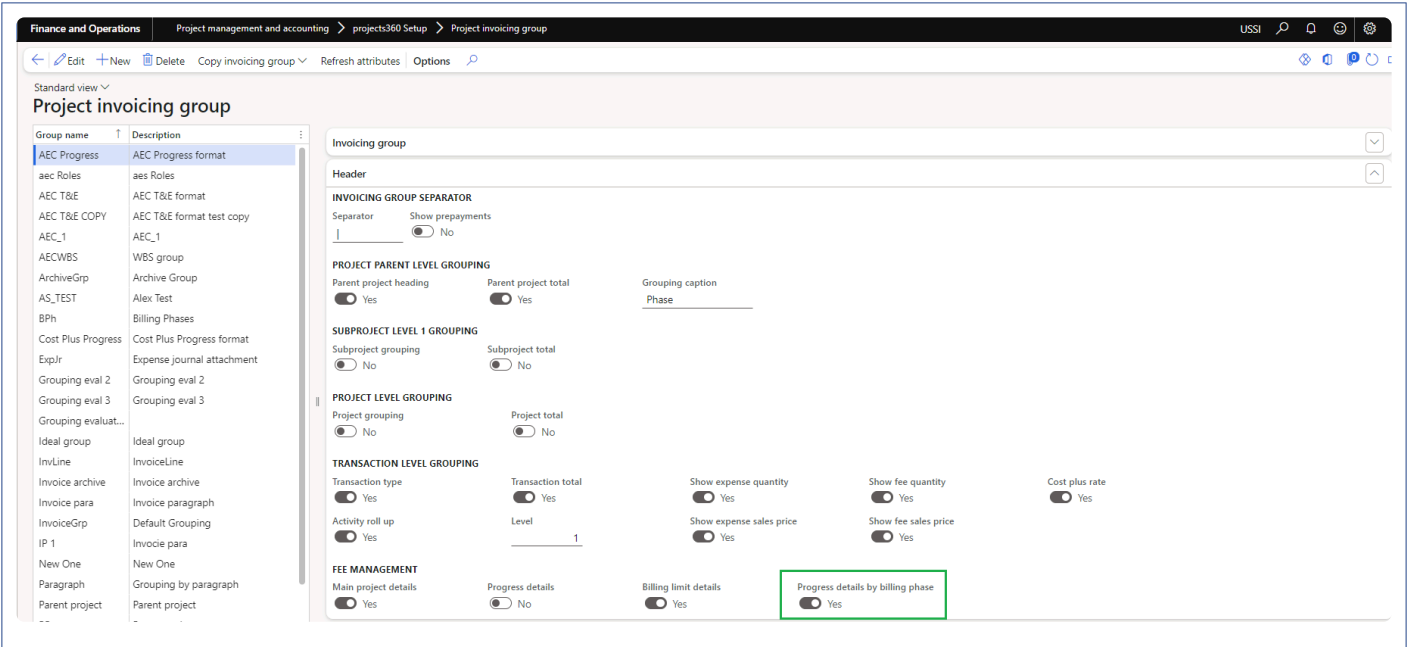 Finance and Operations Project management and accounting > projects360 Setup > Project invoicing group USSI
Edit New Delete Copy invoicing group Refresh attributes Options 0
Standard view
Project invoicing group
Group name ↑ Description
AEC Progress AEC Progress format
aec Roles aes Roles
AEC T&E AEC T&E format
AEC T&E COPY AEC T&E format test copy
AEC_1 AEC_1
AECWBS WBS group
ArchiveGrp Archive Group
AS_TEST Alex Test
BPh Billing Phases
Cost Plus Progress Cost Plus Progress format
ExpJr Expense journal attachment
Grouping eval 2 Grouping eval 2
Grouping eval 3 Grouping eval 3
Grouping evaluat...
Ideal group Ideal group
InvLine InvoiceLine
Invoice archive Invoice archive
Invoice para Invoice paragraph
InvoiceGrp Default Grouping
IP 1 Invocie para
New One New One
Paragraph Grouping by paragraph
Parent project Parent project
Invoicing group
Header
INVOICING GROUP SEPARATOR
Separator Show prepayments
| No
PROJECT PARENT LEVEL GROUPING
Parent project heading Parent project total Grouping caption
Yes Yes Phase
SUBPROJECT LEVEL 1 GROUPING
Subproject grouping Subproject total
No No
PROJECT LEVEL GROUPING
Project grouping Project total
No No
TRANSACTION LEVEL GROUPING
Transaction type Transaction total Show expense quantity Show fee quantity Cost plus rate
Yes Yes Yes Yes Yes
Activity roll up Level Show expense sales price Show fee sales price
Yes 1 Yes Yes
FEE MANAGEMENT
Main project details Progress details Billing limit details Progress details by billing phase
Yes No Yes Yes